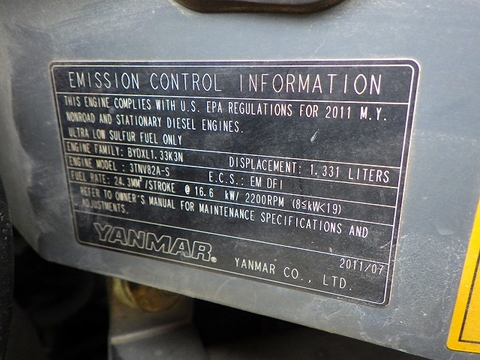 EMISSION CONTROL INFORMATION
THIS ENGINE COMPLIES WITH U.S. EPA REGULATIONS FOR 2011 M.Y.
NONROAD AND STATIONARY DIESEL ENGINES.
ULTRA LOW SULFUR FUEL ONLY
ENGINE FAMILY: BYDXL1.33K3N DISPLACEMENT: 1.331 LITERS
ENGINE MODEL: 3TNV82A-S E.C.S.: EM DFI
FUEL RATE: 24.3MM³/STROKE @ 16.6 kW/ 2200RPM (8≤kW<19)
REFER TO OWNER'S MANUAL FOR MAINTENANCE SPECIFICATIONS AND
ADJUSTMENTS.
2011/07
YANMAR® YANMAR CO., LTD.